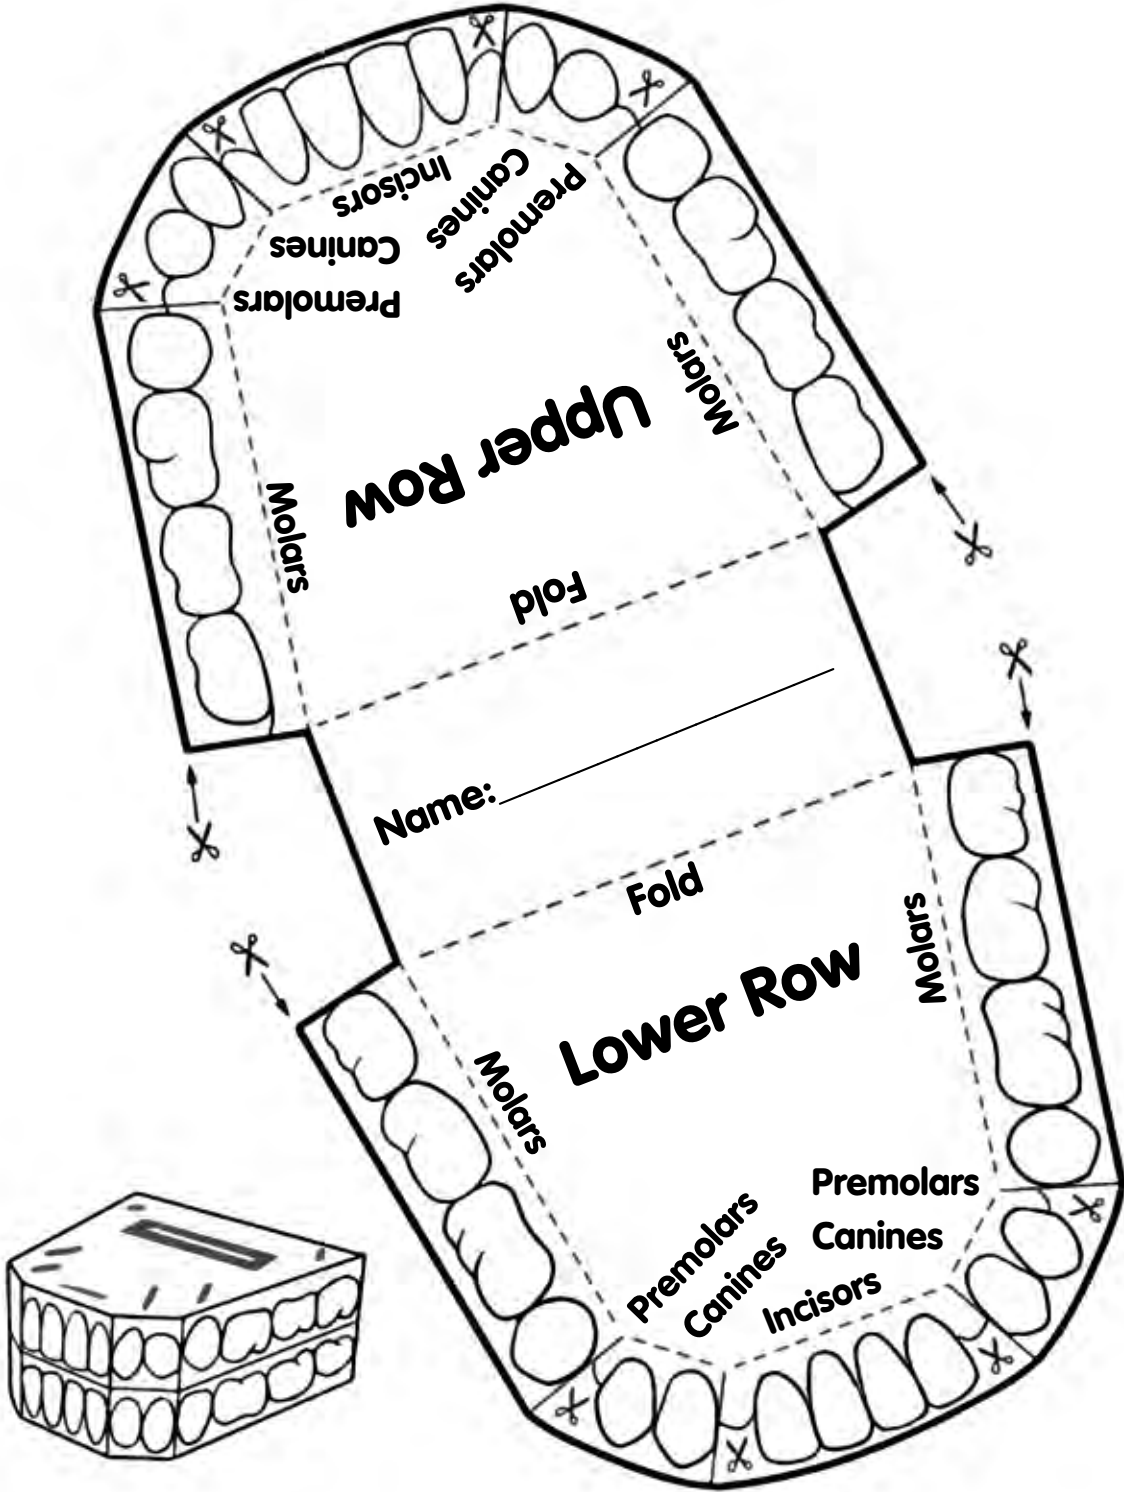 Incisors
Canines
Canines
Premolars
Premolars
Molars
Upper Row
Molars
Fold
Name:
Fold
Molars
Lower Row
Molars
Premolars
Premolars
Canines
Canines
Incisors